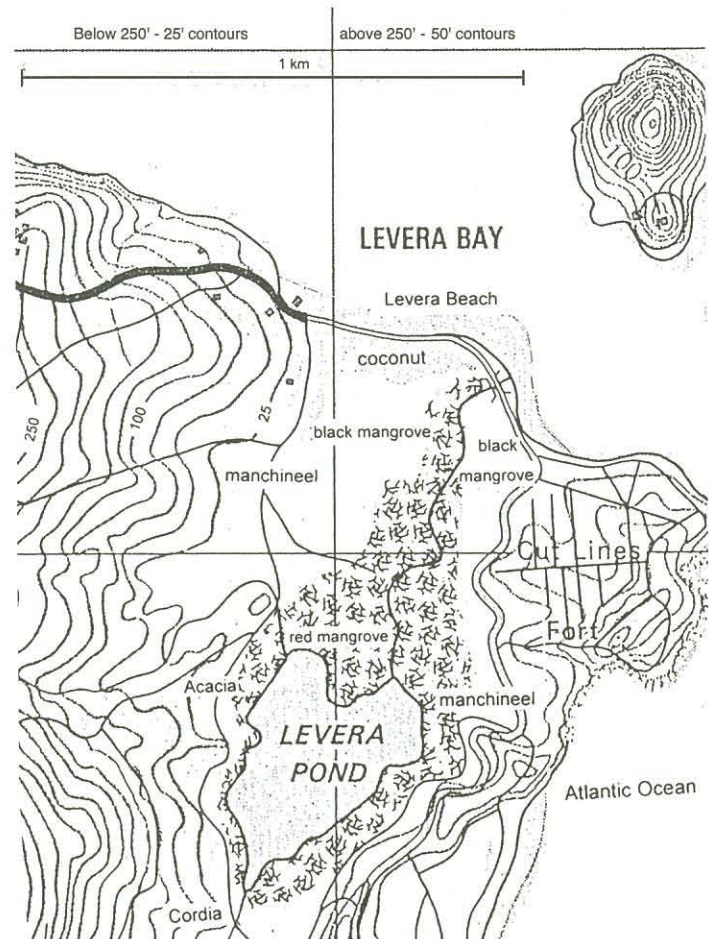 Below 250' - 25' contours
above 250' - 50' contours
1 km
100
LEVERA BAY
Levera Beach
coconut
250
100
25
black mangrove
black
mangrove
manchineel
Cut Lines
Fort
red mangrove
Acacia
manchineel
LEVERA
POND
Atlantic Ocean
Cordia